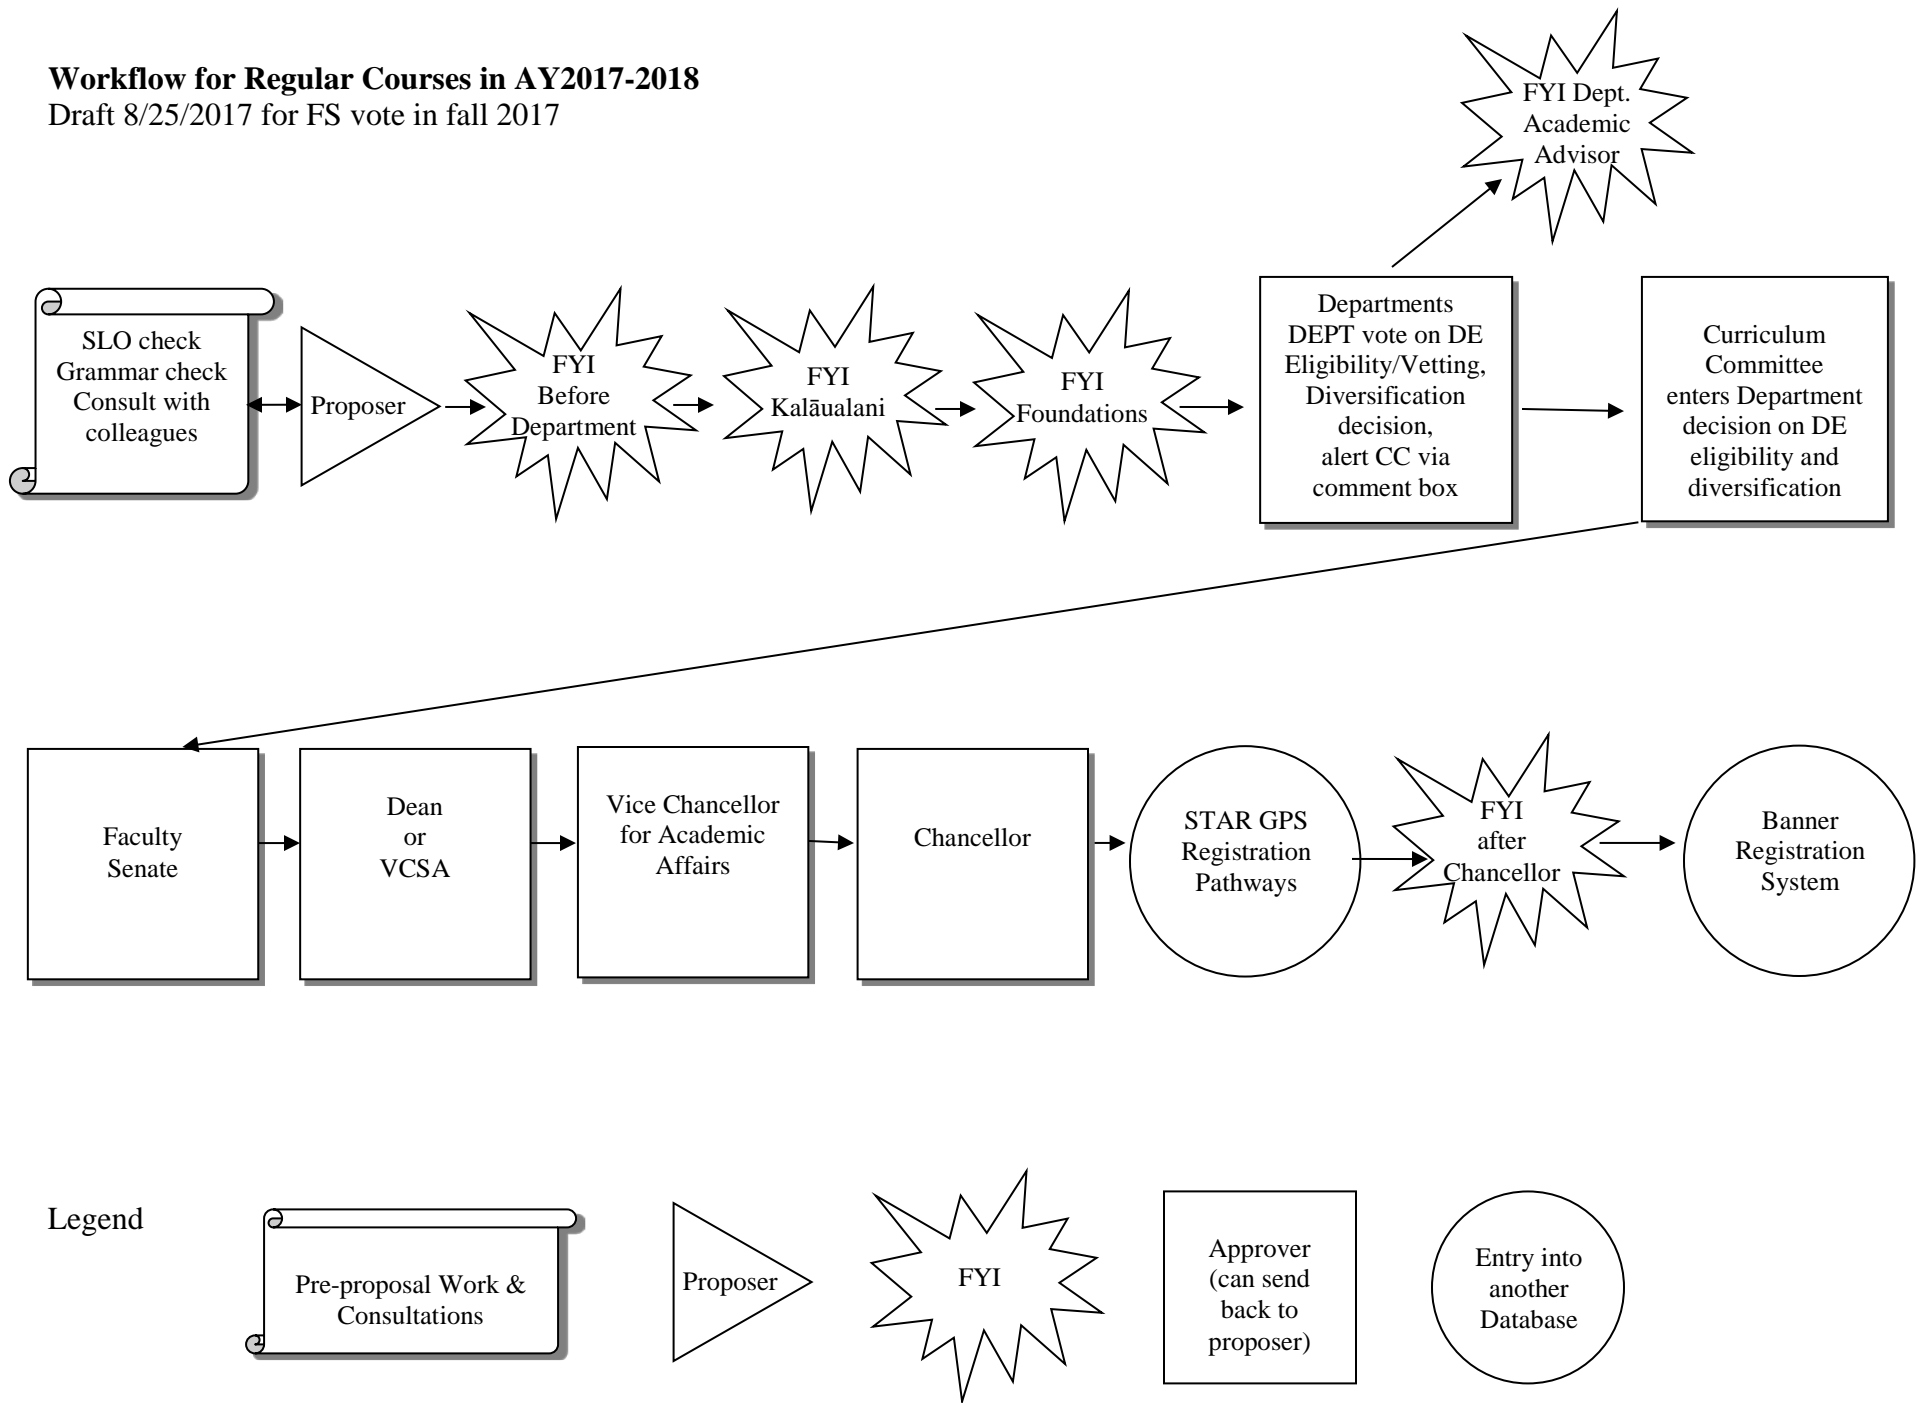 Workflow for Regular Courses in AY2017-2018
Draft 8/25/2017 for FS vote in fall 2017
FYI Dept.
Academic
Advisor
SLO check
Grammar check
Consult with
colleagues
Proposer
FYI
Before
Department
FYI
Kalāualani
FYI
Foundations
Departments
DEPT vote on DE
Eligibility/Vetting,
Diversification
decision,
alert CC via
comment box
Curriculum
Committee
enters Department
decision on DE
eligibility and
diversification
Faculty
Senate
Dean
or
VCSA
Vice Chancellor
for Academic
Affairs
Chancellor
STAR GPS
Registration
Pathways
FYI
after
Chancellor
Banner
Registration
System
Legend
Pre-proposal Work &
Consultations
Proposer
FYI
Approver
(can send
back to
proposer)
Entry into
another
Database